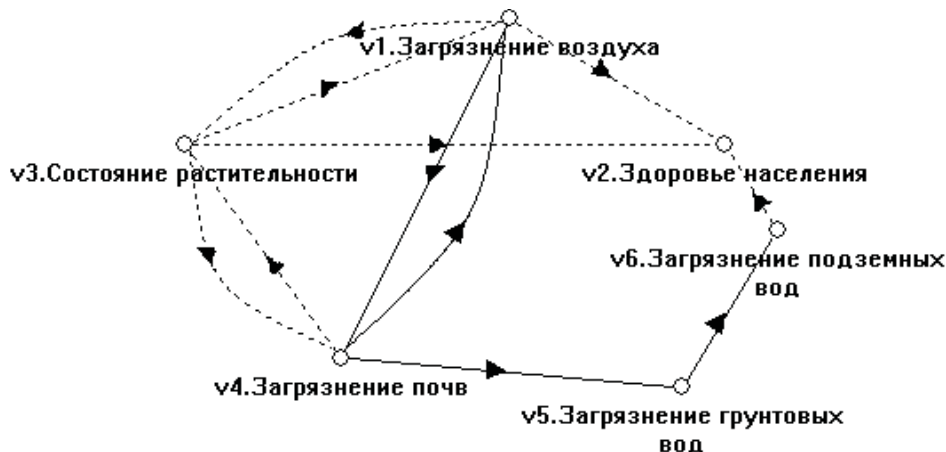 v1.Загрязнение воздуха
v3.Состояние растительности
v2.Здоровье населения
v6.Загрязнение подземных
вод
v4.Загрязнение почв
v5.Загрязнение грунтовых
вод